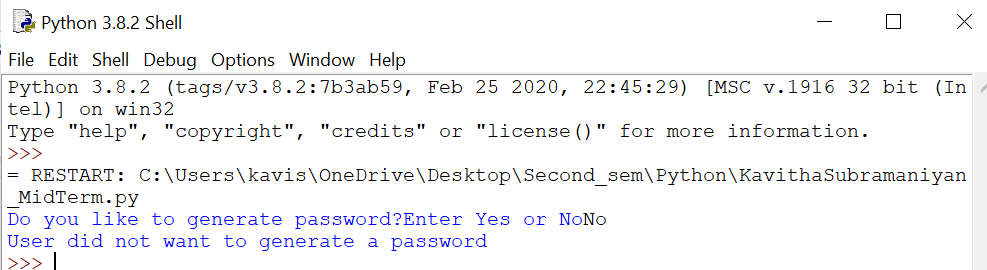 Python 3.8.2 Shell
File Edit Shell Debug Options Window Help
Python 3.8.2 (tags/v3.8.2:7b3ab59, Feb 25 2020, 22:45:29) [MSC v.1916 32 bit (In
tel)] on win32
Type "help", "copyright", "credits" or "license()" for more information.
>>>
= RESTART: C:\Users\kavis\OneDrive\Desktop\Second_sem\Python\KavithaSubramaniyan
_MidTerm.py
Do you like to generate password?Enter Yes or NoNo
User did not want to generate a password
>>>